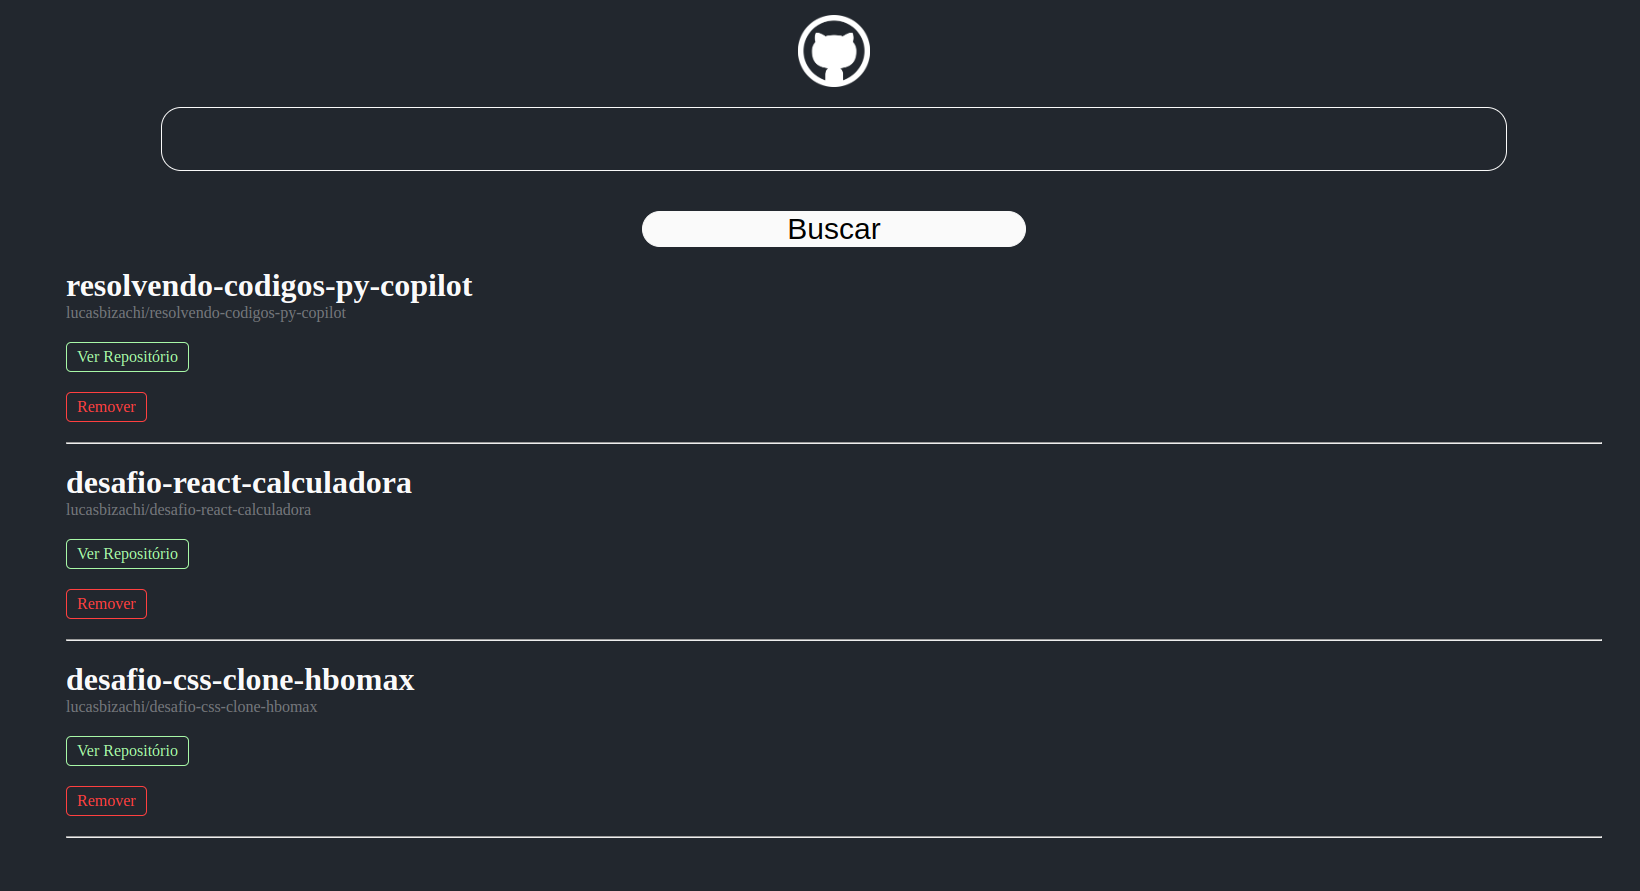 Buscar
resolvendo-codigos-py-copilot
lucasbizachi/resolvendo-codigos-py-copilot
Ver Repositório
Remover
desafio-react-calculadora
lucasbizachi/desafio-react-calculadora
Ver Repositório
Remover
desafio-css-clone-hbomax
lucasbizachi/desafio-css-clone-hbomax
Ver Repositório
Remover